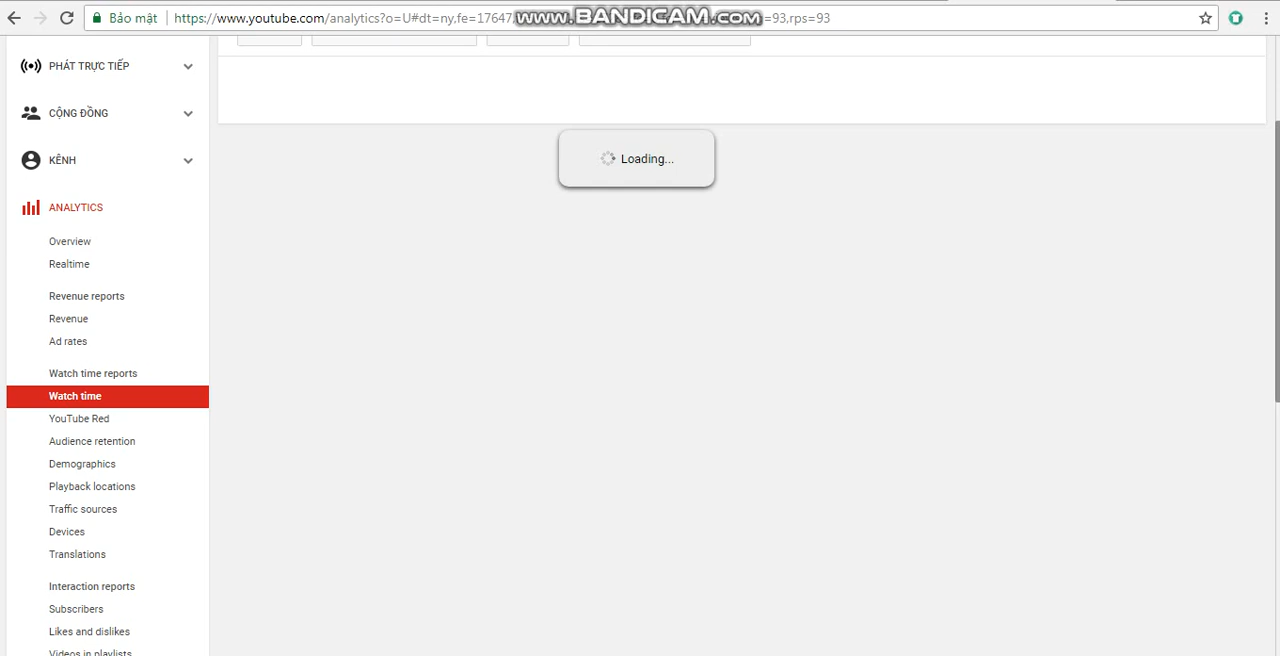 Bảo mật
https://www.youtube.com/analytics?o=U#dt=ny,fe=17647
www.BANDICAM.com
=93,rps=93
PHÁT TRỰC TIẾP
CỘNG ĐỒNG
Loading...
KÊNH
ANALYTICS
Overview
Realtime
Revenue reports
Revenue
Ad rates
Watch time reports
Watch time
YouTube Red
Audience retention
Demographics
Playback locations
Traffic sources
Devices
Translations
Interaction reports
Subscribers
Likes and dislikes
Videos in playlists